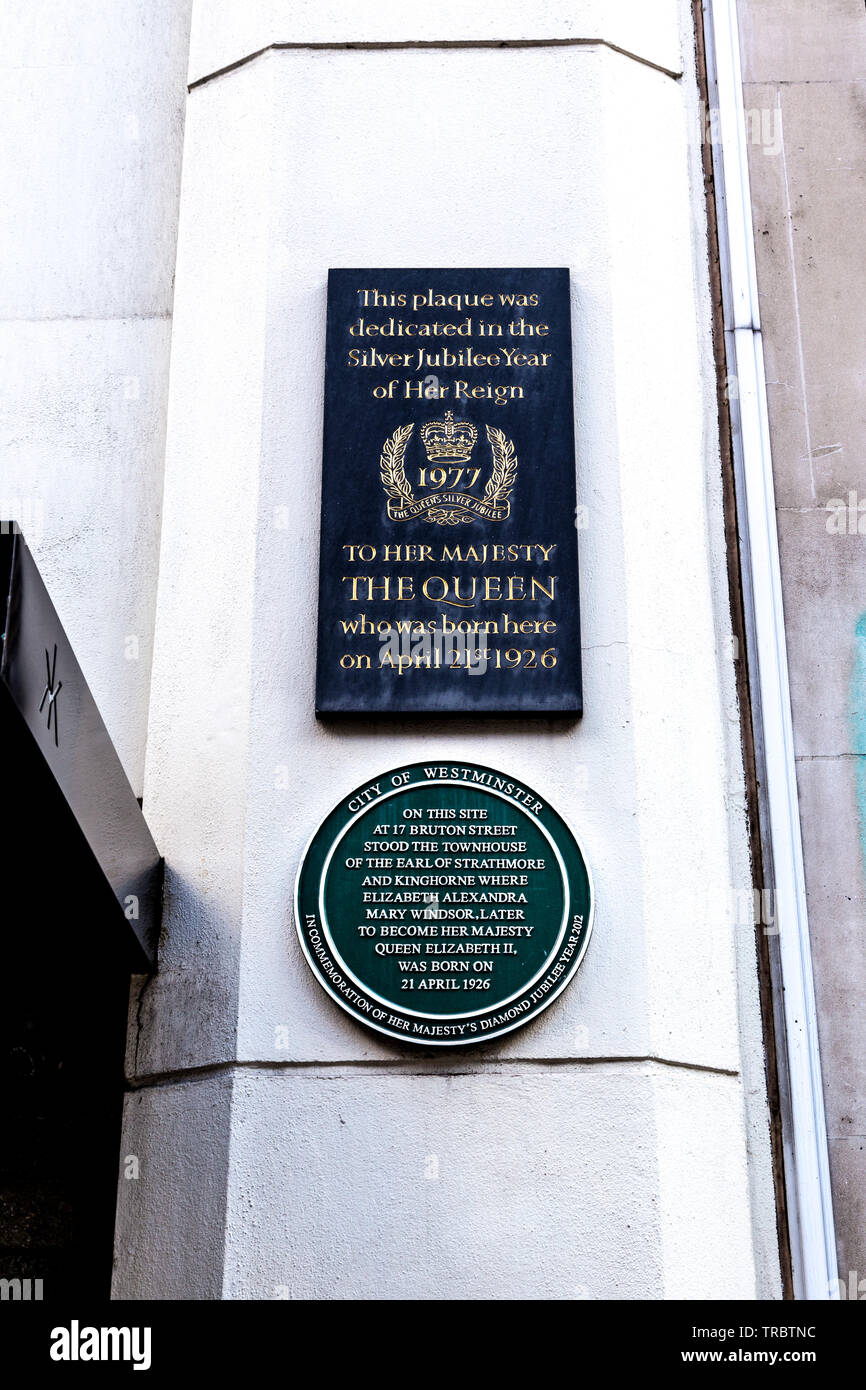 This plaque was
dedicated in the
Silver Jubilee Year
of Her Reign
1977
THE QUEEN'S SILVER JUBILEE
TO HER MAJESTY
THE QUEEN
who was born here
on April 21st 1926
CITY OF WESTMINSTER
ON THIS SITE
AT 17 BRUTON STREET
STOOD THE TOWNHOUSE
OF THE EARL OF STRATHMORE
AND KINGHORNE WHERE
ELIZABETH ALEXANDRA
MARY WINDSOR, LATER
TO BECOME HER MAJESTY
QUEEN ELIZABETH II,
WAS BORN ON
21 APRIL 1926
IN COMMEMORATION OF HER MAJESTY'S DIAMOND JUBILEE YEAR 2012
alamy
Image ID: TRBTNC
www.alamy.com